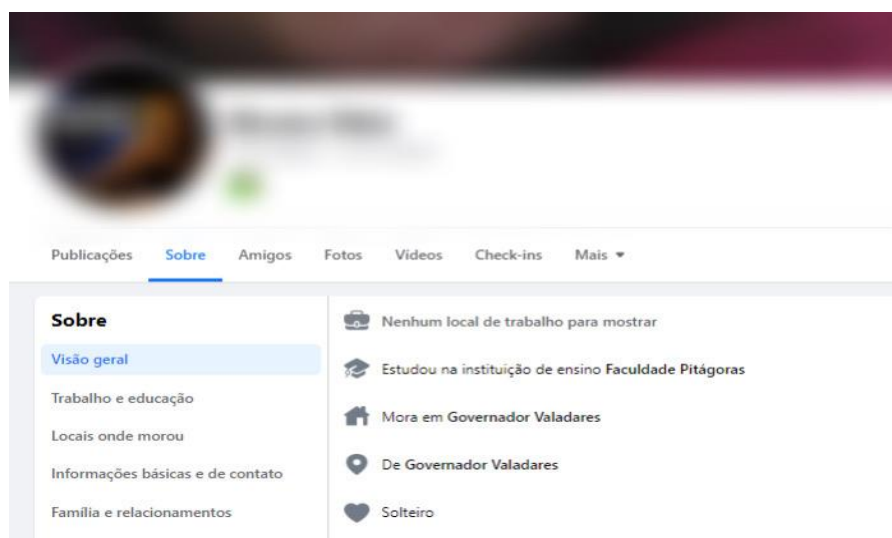 Publicações Sobre Amigos Fotos Vídeos Check-ins Mais
Sobre
Visão geral
Trabalho e educação
Locais onde morou
Informações básicas e de contato
Família e relacionamentos
Nenhum local de trabalho para mostrar
Estudou na instituição de ensino Faculdade Pitágoras
Mora em Governador Valadares
De Governador Valadares
Solteiro